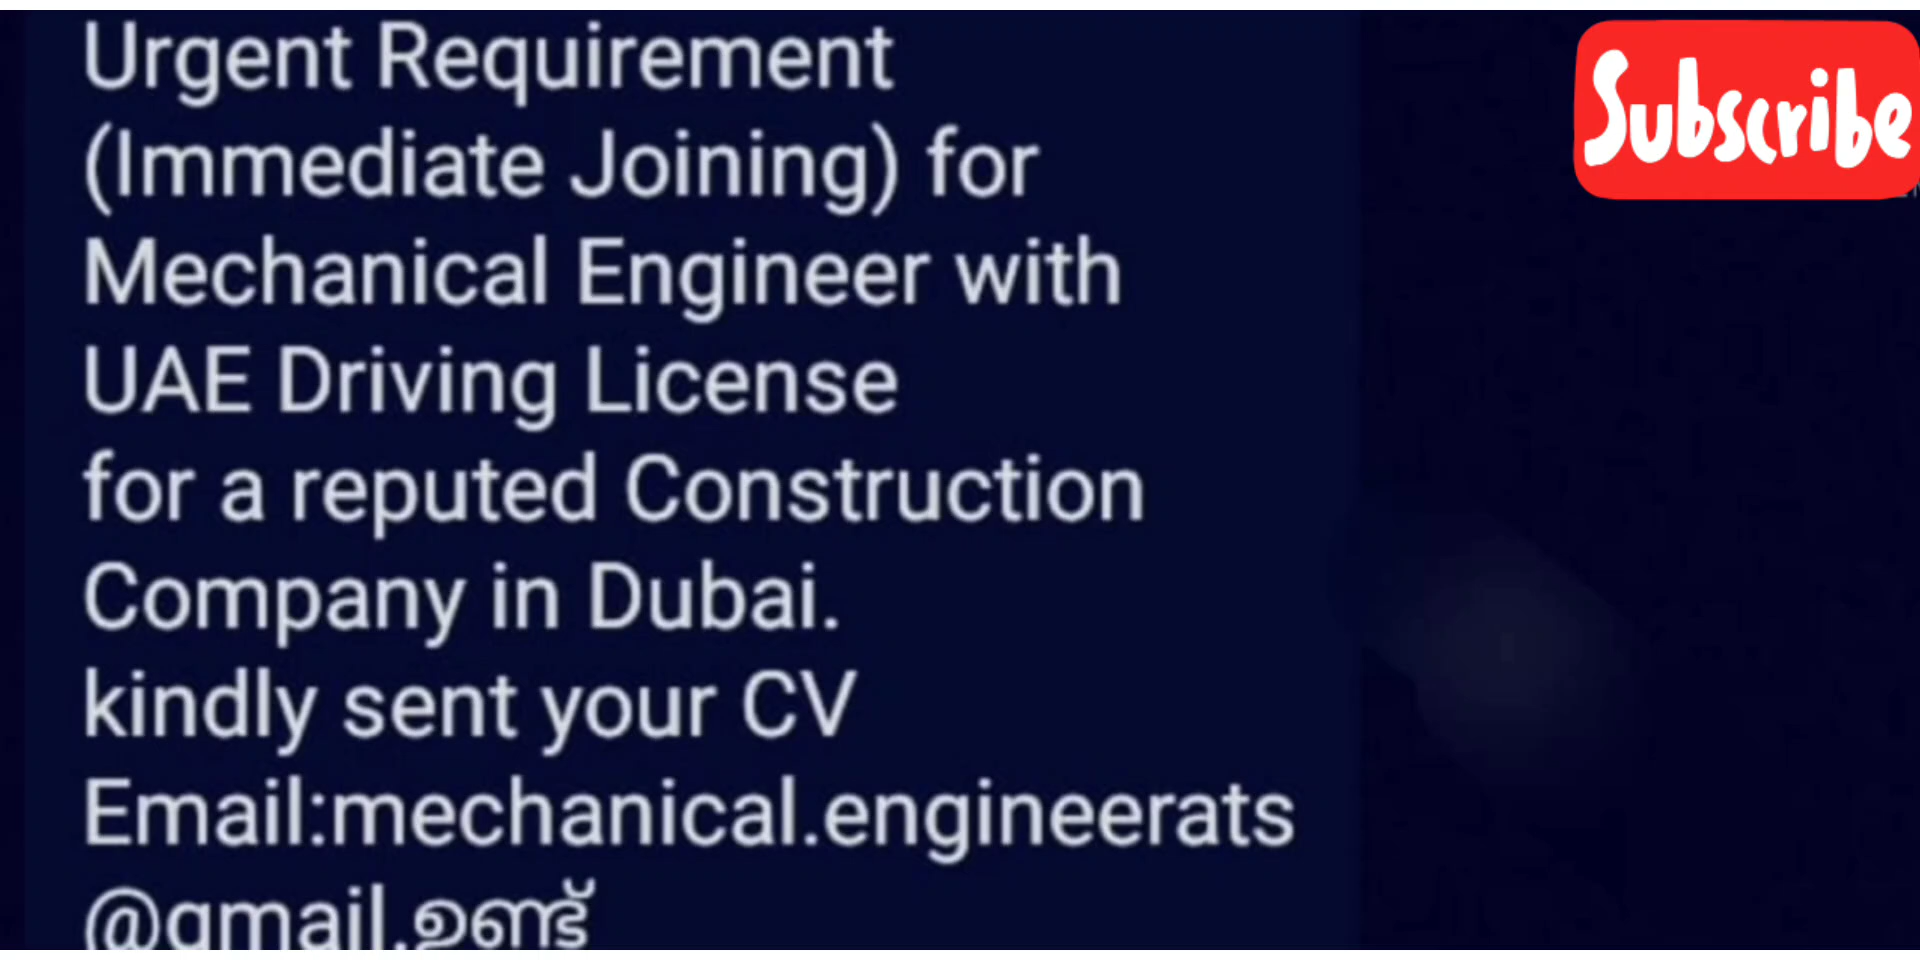 Urgent Requirement
Subscribe
(Immediate Joining) for
Mechanical Engineer with
UAE Driving License
for a reputed Construction
Company in Dubai.
kindly sent your CV
Email:mechanical.engineerats
@gmail.ഉണ്ട്